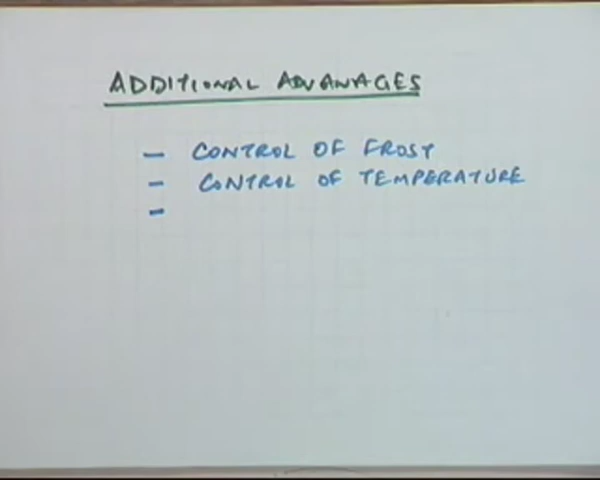 ADDITIONAL ADVANAGES
- CONTROL OF FROST
- CONTROL OF TEMPERATURE
-